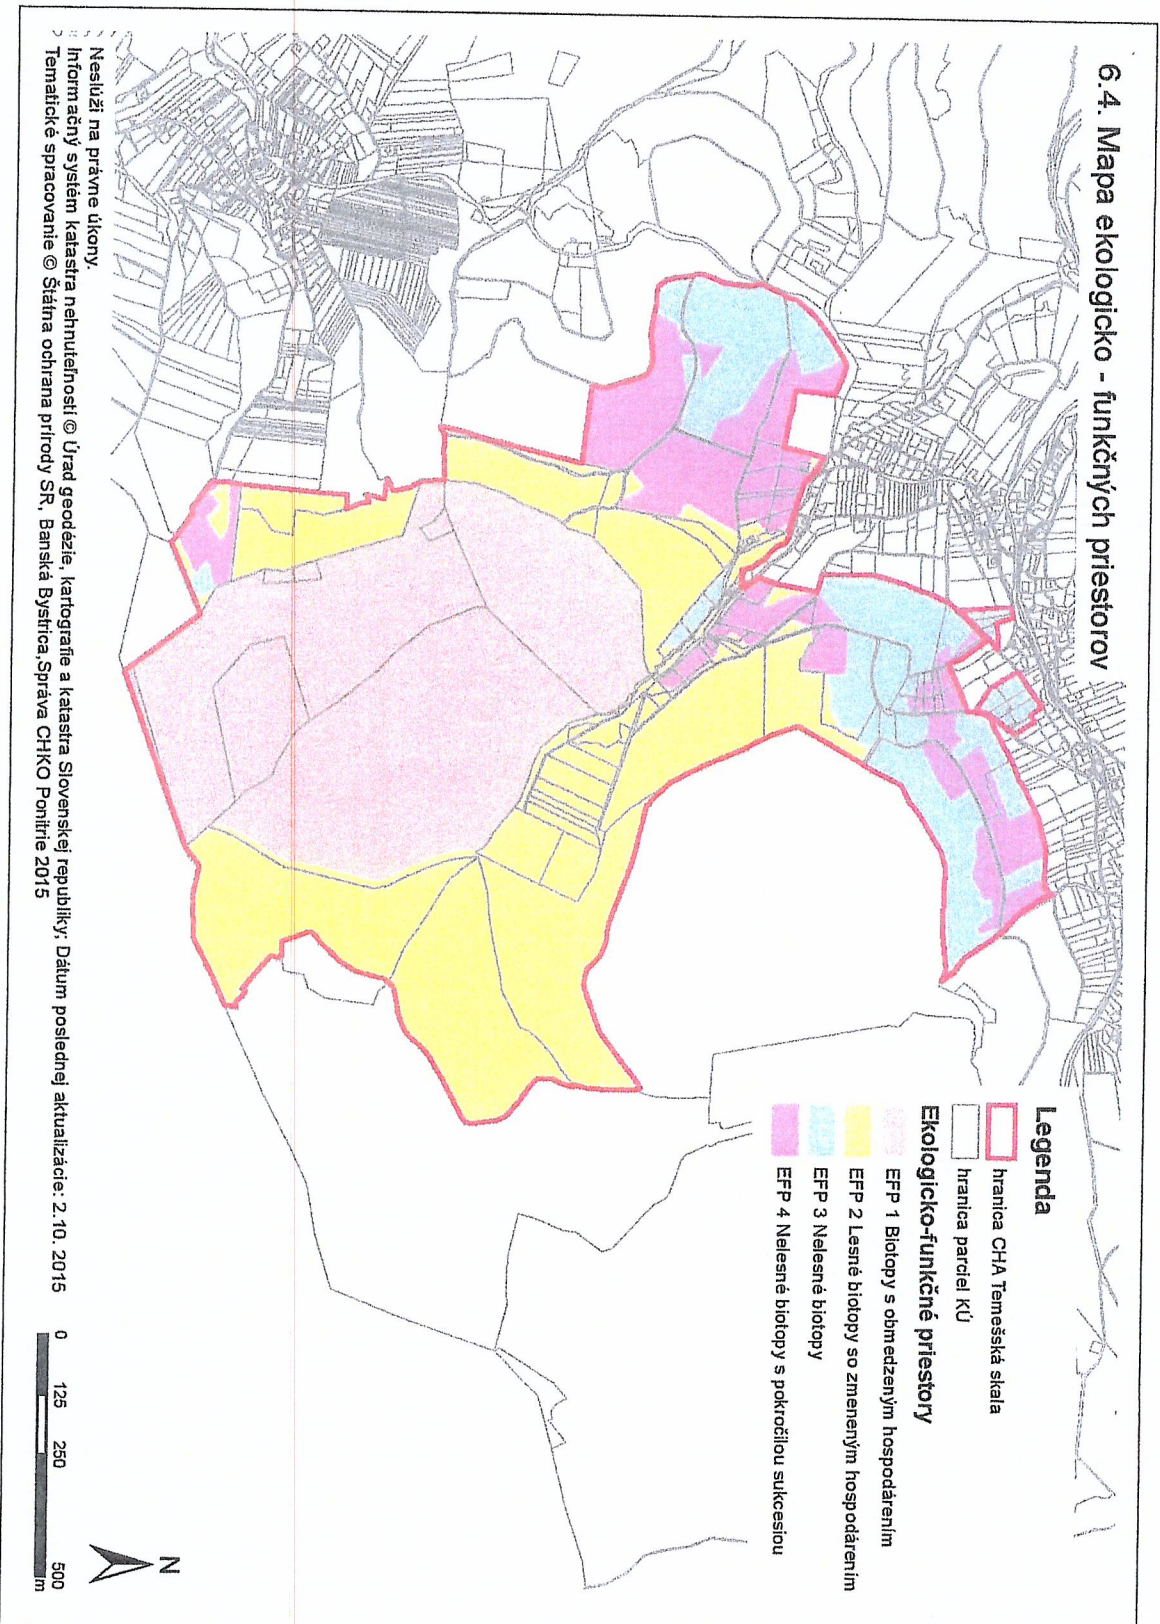 6.4. Mapa ekologicko - funkčných priestorov
Legenda
hranica CHA Temešská skala
hranica parciel KÚ
Ekologicko-funkčné priestory
EFP 1 Biotopy s obmedzeným hospodárením
EFP 2 Lesné biotopy so zmeneným hospodárením
EFP 3 Nelesné biotopy
EFP 4 Nelesné biotopy s pokročilou sukcesiou
N
0 125 250 500
m
Neslúži na právne úkony.
Informačný systém katastra nehnuteľností © Úrad geodézie, kartografie a katastra Slovenskej republiky; Dátum poslednej aktualizácie: 2.10. 2015
Tematické spracovanie © Štátna ochrana prírody SR, Banská Bystrica,Správa CHKO Ponitrie 2015